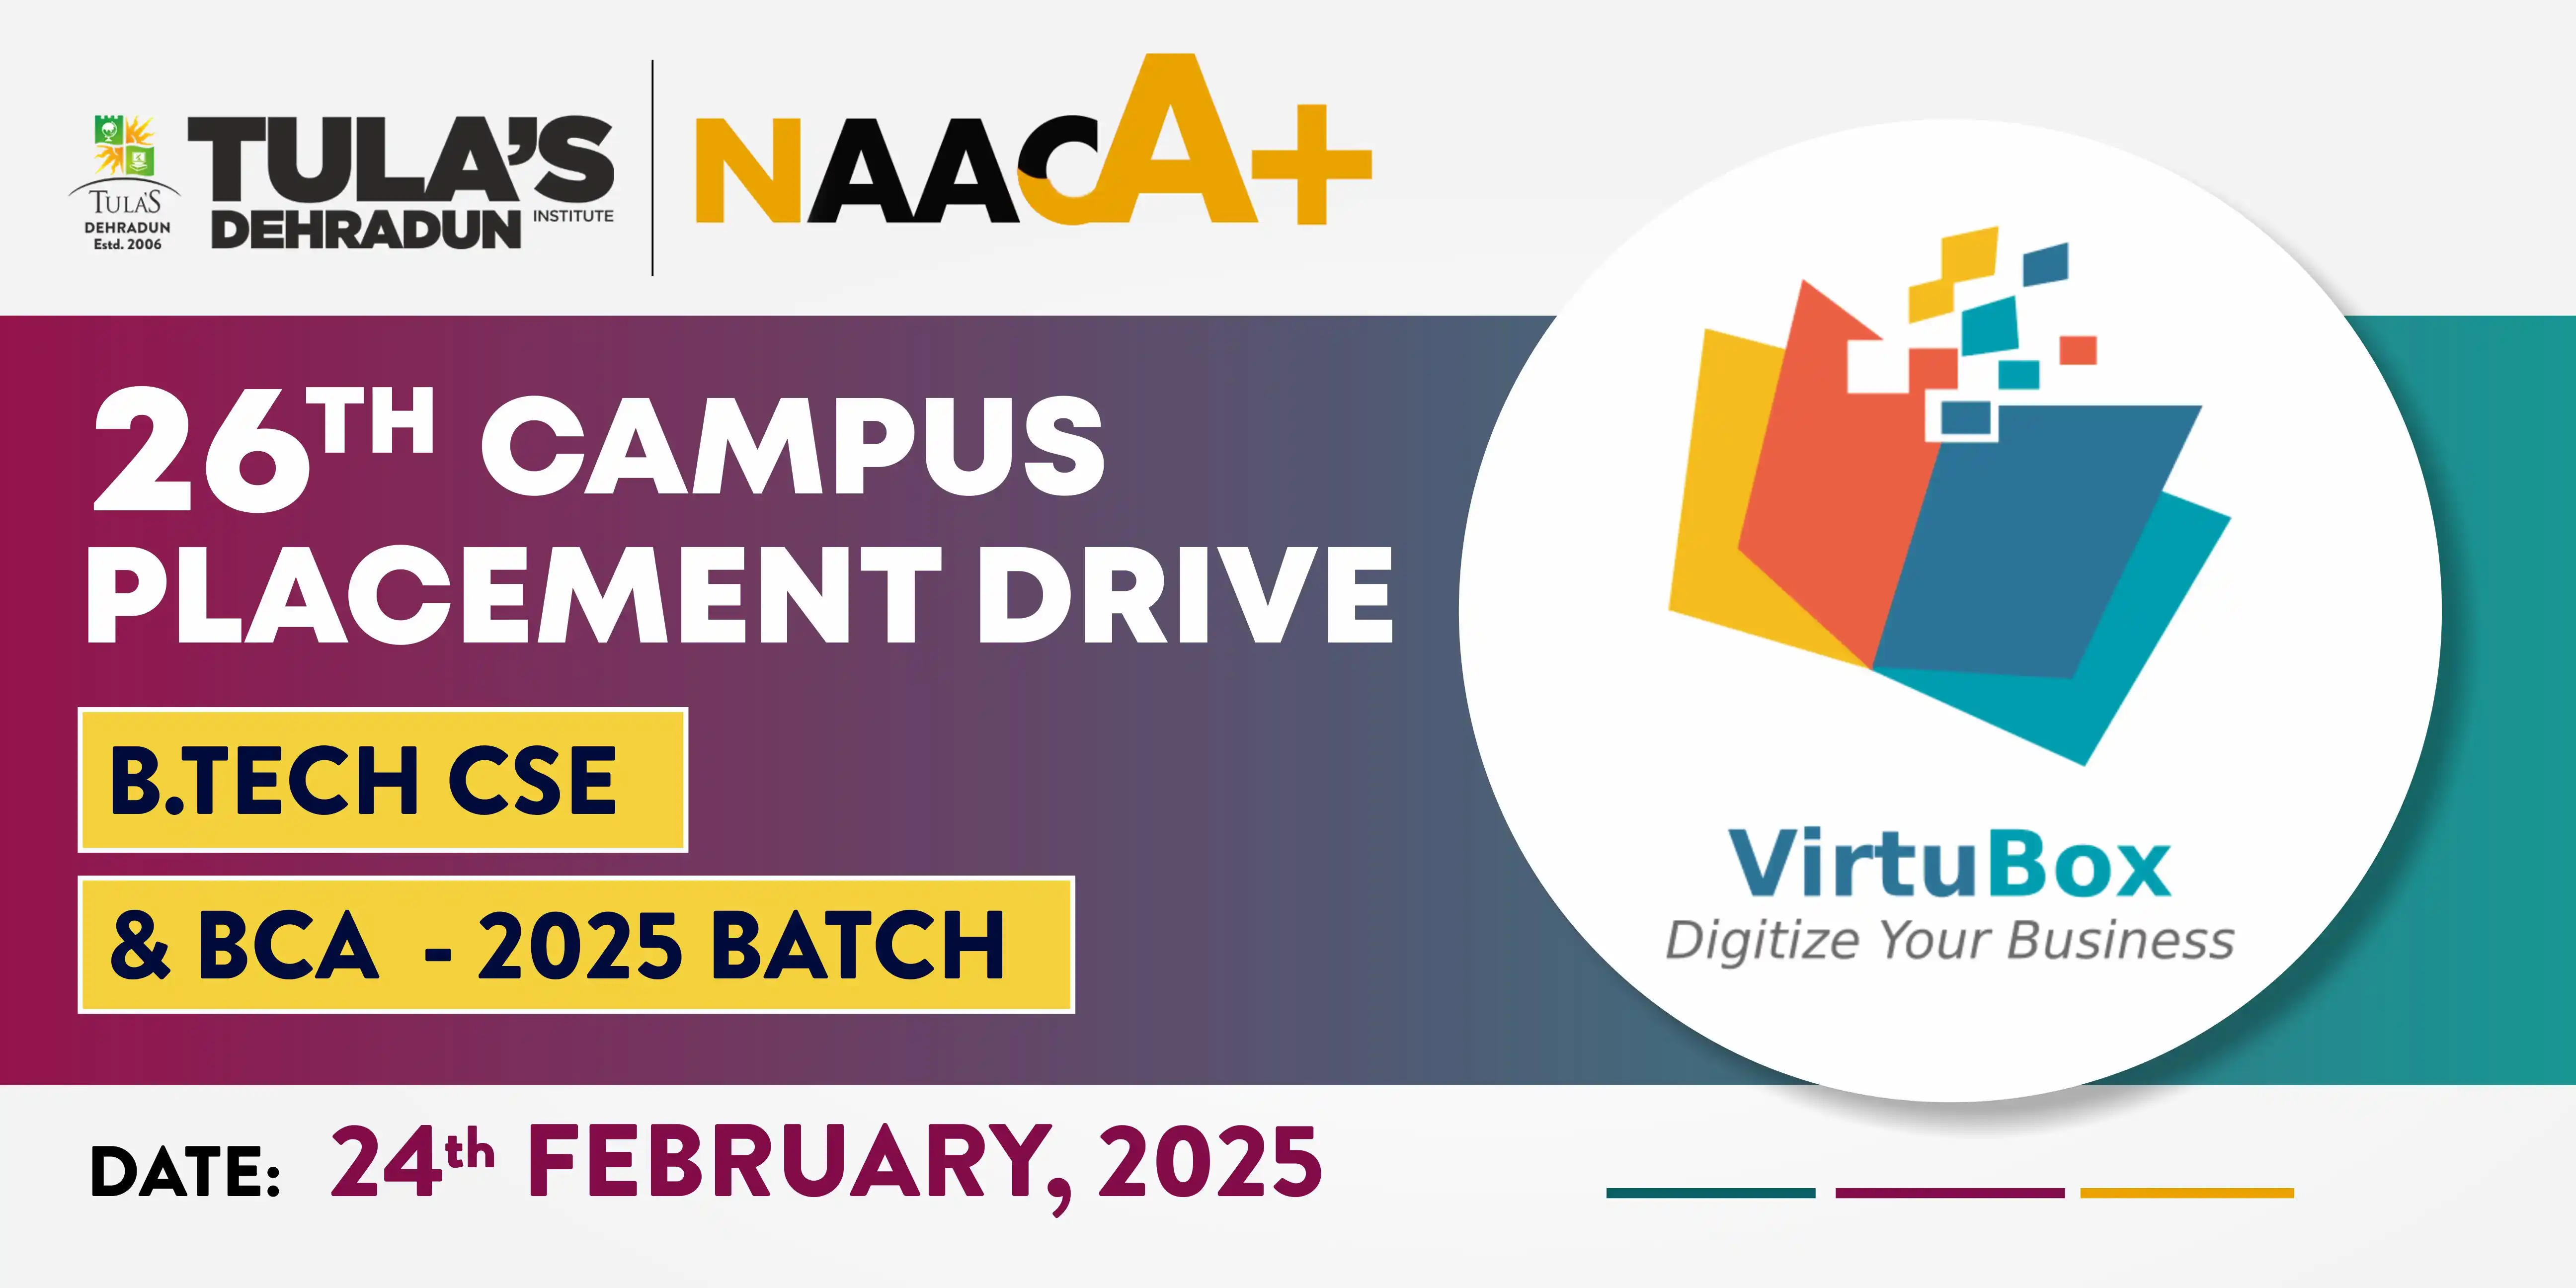 TULA'S
DEHRADUN
Estd. 2006
TULA'S
DEHRADUN INSTITUTE
NAAC A+
26TH CAMPUS
PLACEMENT DRIVE
B.TECH CSE
& BCA - 2025 BATCH
DATE: 24th FEBRUARY, 2025
VirtuBox
Digitize Your Business